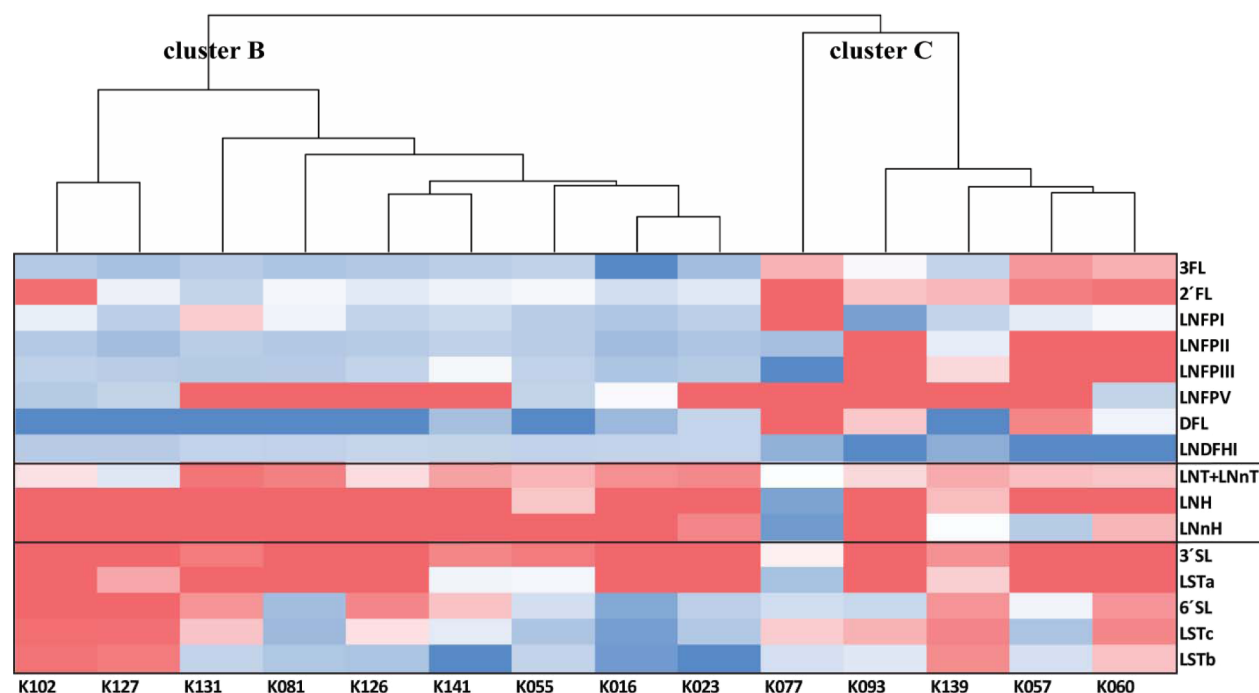 cluster B
cluster C
3FL
2´FL
LNFPI
LNFPII
LNFPIII
LNFPV
DFL
LNDFHI
LNT+LNnT
LNH
LNnH
3´SL
LSTa
6´SL
LSTc
LSTb
K102 K127 K131 K081 K126 K141 K055 K016 K023 K077 K093 K139 K057 K060